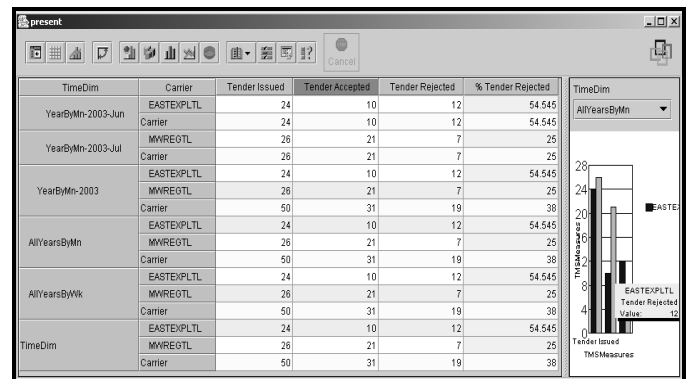 present
Cancel
TimeDim Carrier Tender Issued Tender Accepted Tender Rejected % Tender Rejected
YearByMn-2003-Jun EASTEXPLTL 24 10 12 54.545
Carrier 24 10 12 54.545
YearByMn-2003-Jul MWREGTL 26 21 7 25
Carrier 26 21 7 25
YearByMn-2003 EASTEXPLTL 24 10 12 54.545
MWREGTL 26 21 7 25
Carrier 50 31 19 38
AllYearsByMn EASTEXPLTL 24 10 12 54.545
MWREGTL 26 21 7 25
Carrier 50 31 19 38
AllYearsByWk EASTEXPLTL 24 10 12 54.545
MWREGTL 26 21 7 25
Carrier 50 31 19 38
TimeDim EASTEXPLTL 24 10 12 54.545
MWREGTL 26 21 7 25
Carrier 50 31 19 38
TimeDim
AllYearsByMn
28
24
20
8
4
0
TMSMeasures
EASTEX
EASTEXPLTL
Tender Rejected
Value: 12
Tender Issued
TMSMeasures